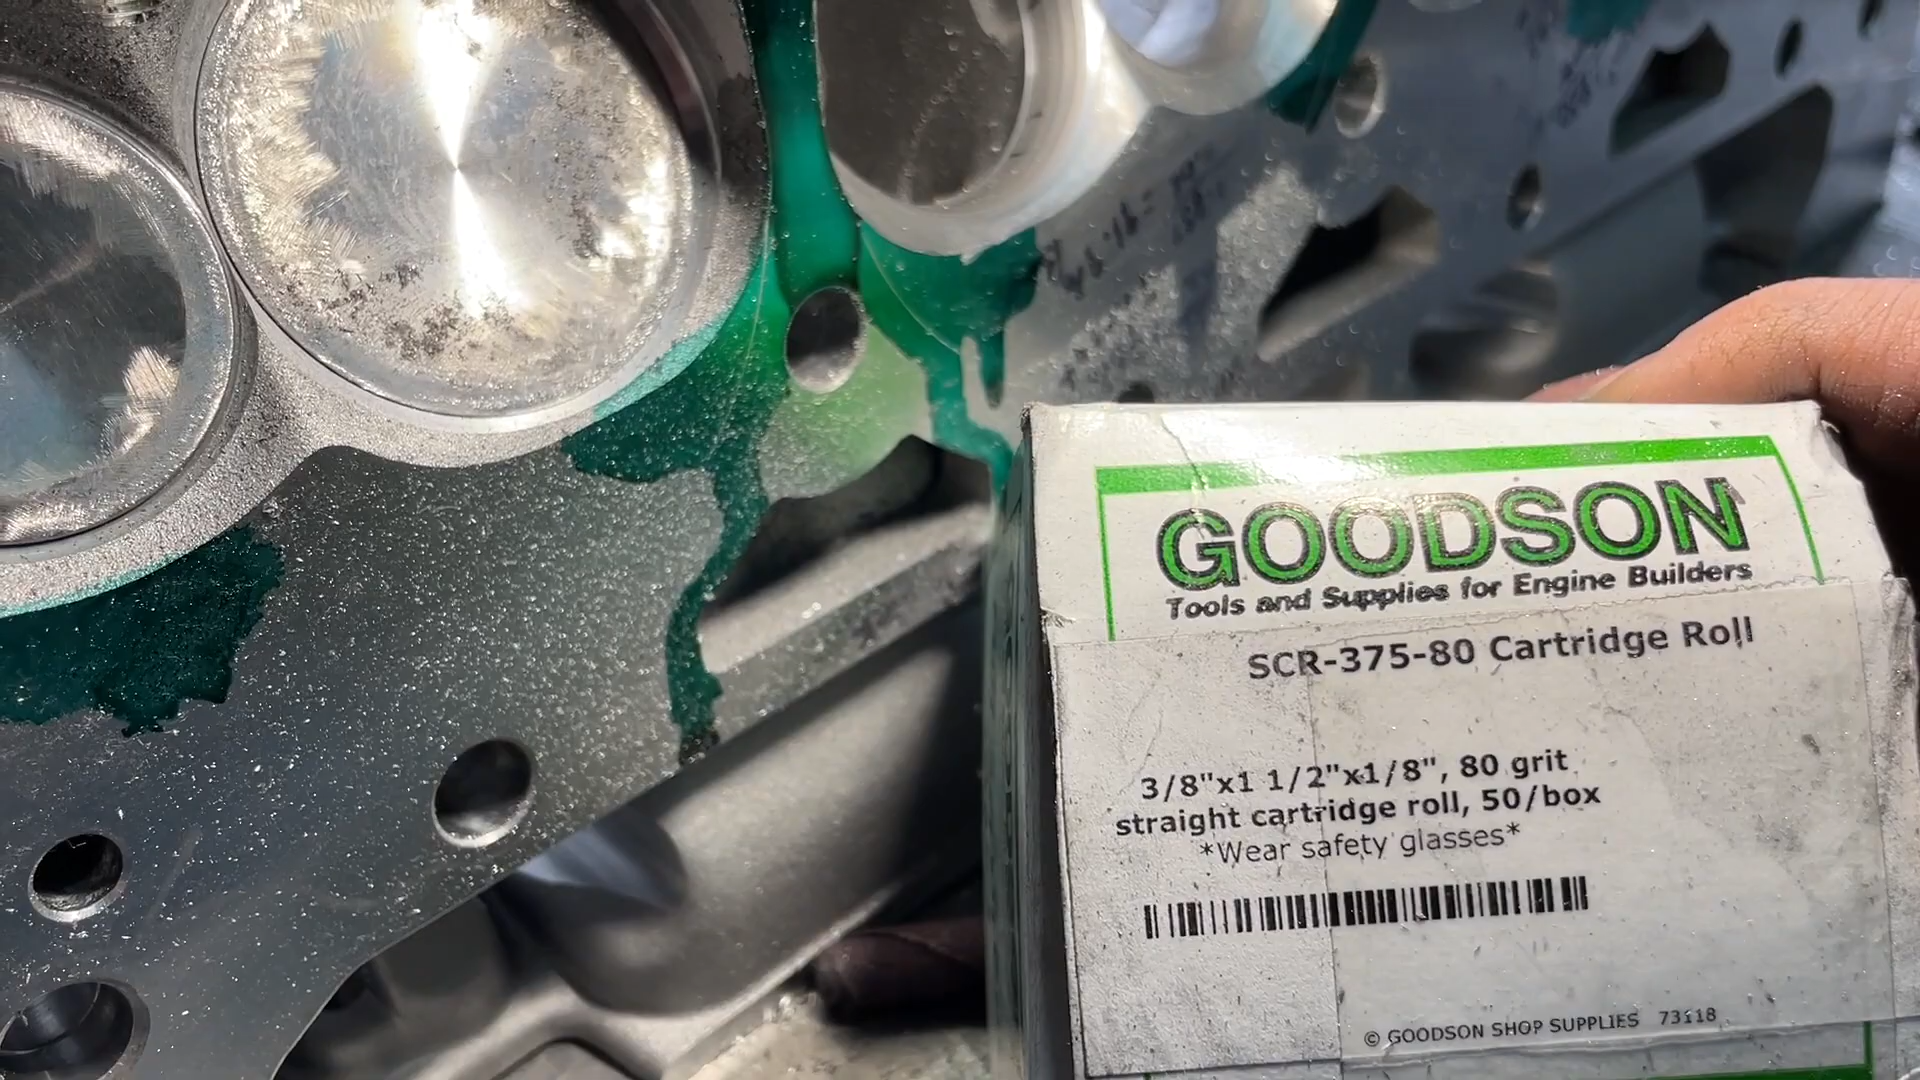 GOODSON
Tools and Supplies for Engine Builders
SCR-375-80 Cartridge Roll
3/8"x1 1/2"x1/8", 80 grit
straight cartridge roll, 50/box
*Wear safety glasses*
© GOODSON SHOP SUPPLIES 73118